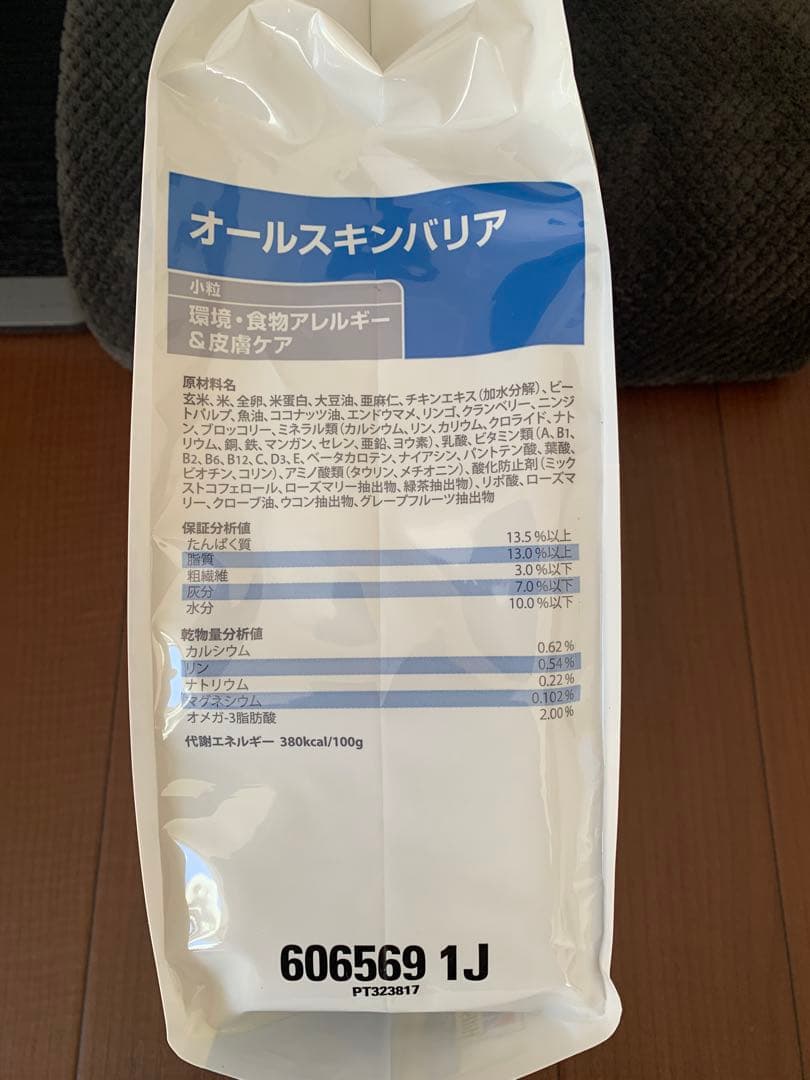 オールスキンバリア
小粒
環境・食物アレルギー
&皮膚ケア
原材料名
玄米、米、全卵、米蛋白、大豆油、亜麻仁、チキンエキス(加水分解)、ビー
トパルプ、魚油、ココナッツ油、エンドウマメ、リンゴ、クランベリー、ニンジ
ン、ブロッコリー、ミネラル類(カルシウム、リン、カリウム、クロライド、ナト
リウム、銅、鉄、マンガン、セレン、亜鉛、ヨウ素)、乳酸、ビタミン類(A、B1、
B2、B6、B12、C、D3、E、ベータカロテン、ナイアシン、パントテン酸、葉酸、
ビオチン、コリン)、アミノ酸類(タウリン、メチオニン)、酸化防止剤(ミック
ストコフェロール、ローズマリー抽出物、緑茶抽出物)、リポ酸、ローズマ
リー、クローブ油、ウコン抽出物、グレープフルーツ抽出物
保証分析値
たんぱく質 13.5%以上
脂質 13.0%以上
粗繊維 3.0%以下
灰分 7.0%以下
水分 10.0%以下
乾物量分析値
カルシウム 0.62%
リン 0.54%
ナトリウム 0.22%
マグネシウム 0.102%
オメガ-3脂肪酸 2.00%
代謝エネルギー 380kcal/100g
606569 1J
PT323817